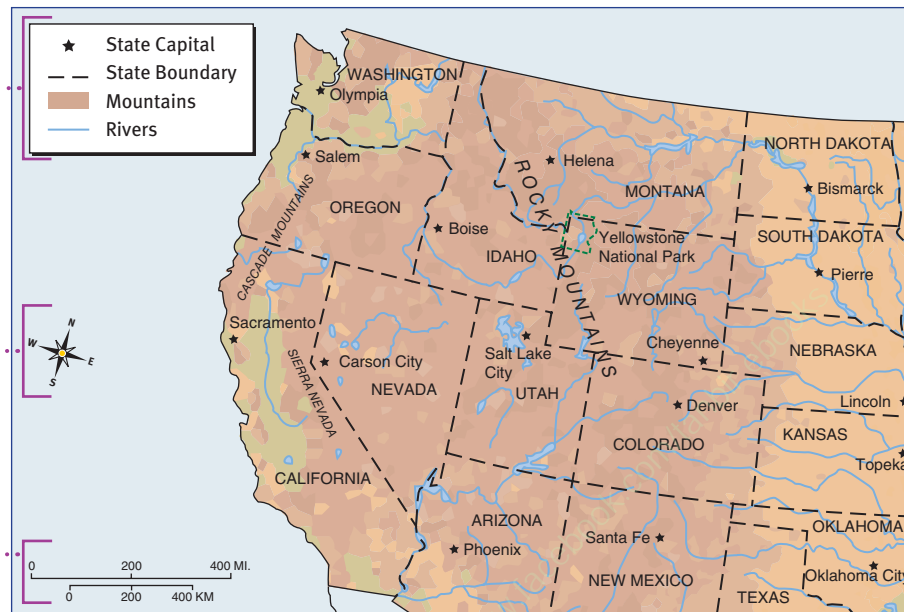 State Capital
State Boundary
Mountains
Rivers
WASHINGTON
Olympia
Salem
CASCADE MOUNTAINS
OREGON
Boise
IDAHO
ROCKY MOUNTAINS
Helena
MONTANA
NORTH DAKOTA
Bismarck
SOUTH DAKOTA
Pierre
Yellowstone
National Park
WYOMING
Cheyenne
NEBRASKA
Lincoln
Sacramento
SIERRA NEVADA
Carson City
NEVADA
CALIFORNIA
Salt Lake
City
UTAH
Denver
COLORADO
KANSAS
Topeka
ARIZONA
Phoenix
Santa Fe
NEW MEXICO
OKLAHOMA
Oklahoma City
TEXAS
N
W
E
S
0 200 400 MI.
0 200 400 KM